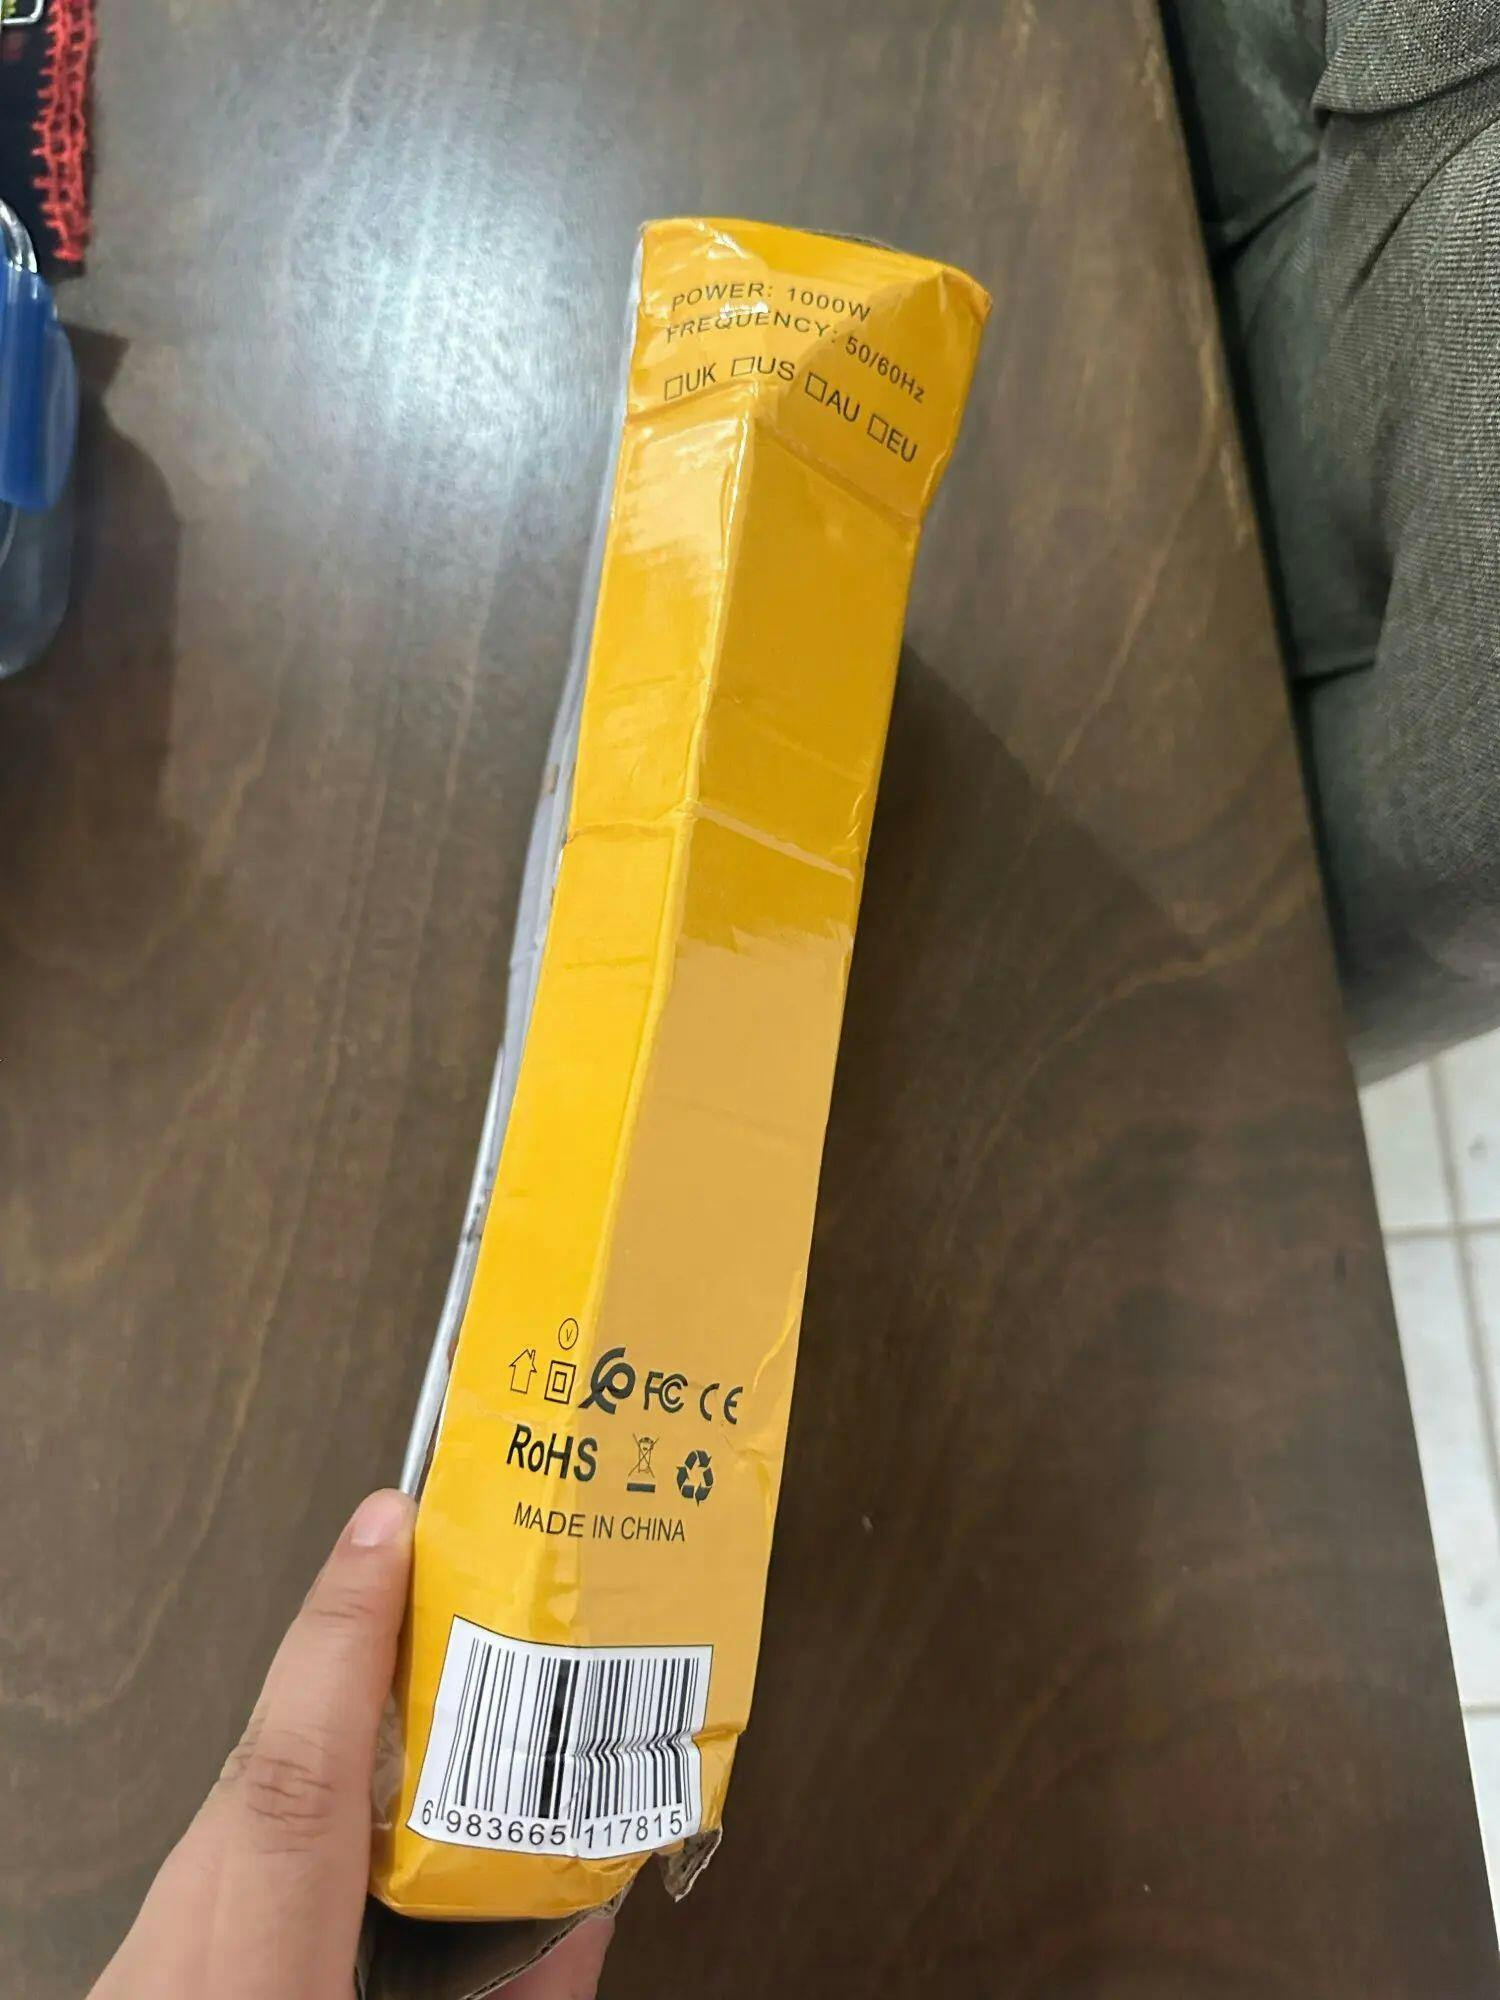 POWER: 1000W
FREQUENCY: 50/60Hz
□UK □US □AU □EU
V
FC CE
RoHS
MADE IN CHINA
6 983665 117815